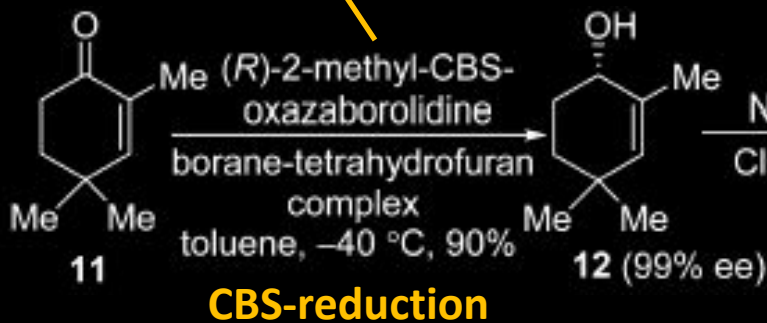 O
Me
Me
Me
11
(R)-2-methyl-CBS-
oxazaborolidine
borane-tetrahydrofuran
complex
toluene, –40 °C, 90%
OH
Me
Me
Me
12 (99% ee)
Cl
CBS-reduction